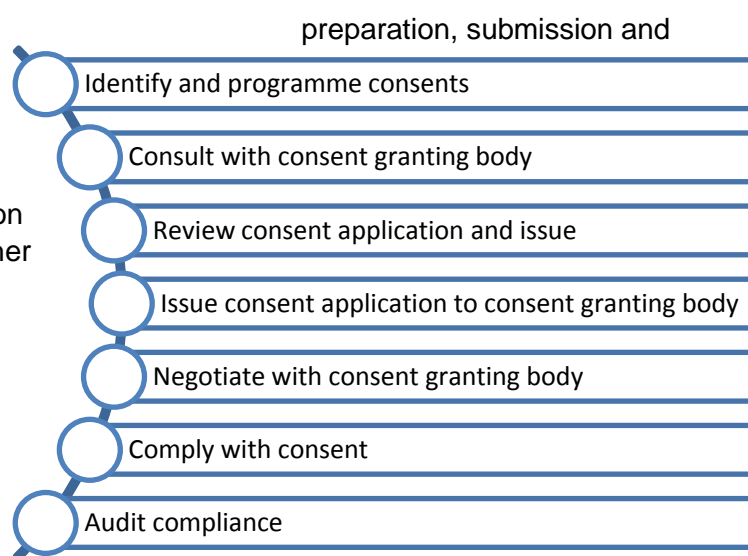 preparation, submission and
Identify and programme consents
Consult with consent granting body
Review consent application and issue
Issue consent application to consent granting body
Negotiate with consent granting body
Comply with consent
Audit compliance